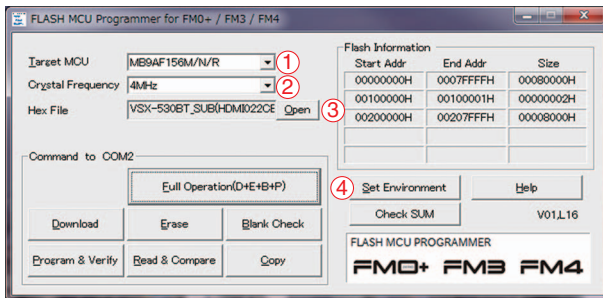 FLASH MCU Programmer for FM0+ / FM3 / FM4
Target MCU MB9AF156M/N/R ①
Crystal Frequency 4MHz ②
Hex File VSX-530BT_SUB(HDMI022CE Open ③
Command to COM2
Full Operation(D+E+B+P)
Download Erase Blank Check
Program & Verify Read & Compare Copy
Flash Information
Start Addr End Addr Size
00000000H 0007FFFFH 00080000H
00100000H 00100001H 00000002H
00200000H 00207FFFH 00008000H
④ Set Environment Help
Check SUM V01,L16
FLASH MCU PROGRAMMER
FM0+ FM3 FM4